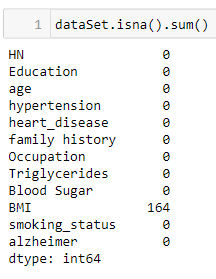 1 dataSet.isna().sum()
HN 0
Education 0
age 0
hypertension 0
heart_disease 0
family history 0
Occupation 0
Triglycerides 0
Blood Sugar 0
BMI 164
smoking_status 0
alzheimer 0
dtype: int64